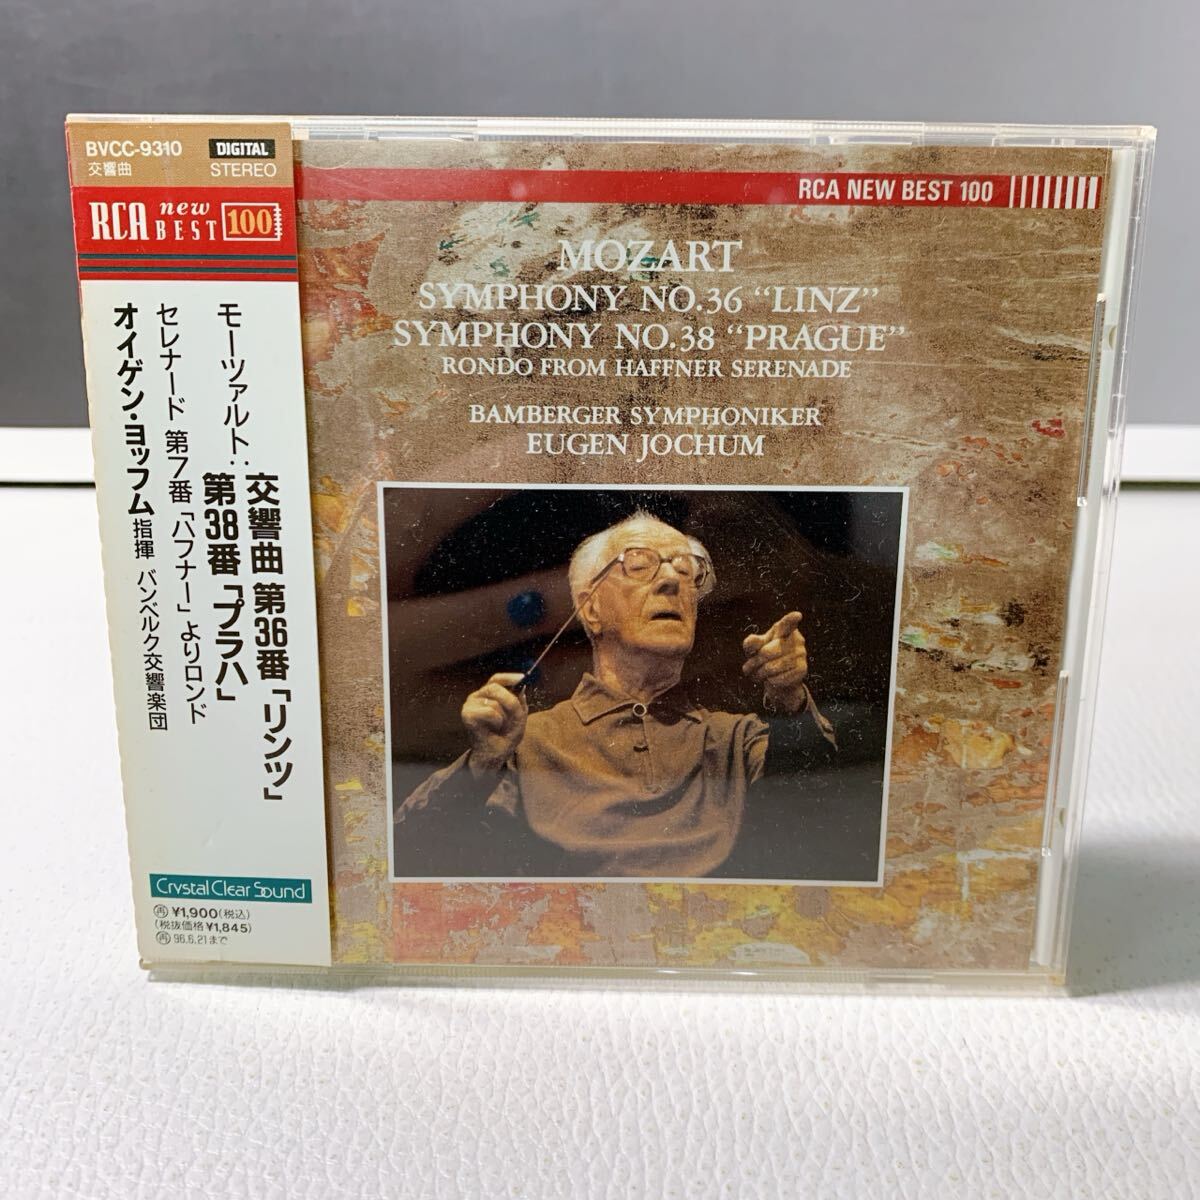 BVCC-9310
DIGITAL
交響曲
STEREO
RCA new BEST 100
モーツァルト:交響曲 第36番「リンツ」
第38番「プラハ」
セレナード 第7番「ハフナー」よりロンド
オイゲン・ヨッフム 指揮 バンベルク交響楽団
Crystal Clear Sound
再 ¥1,900(税込)
(税抜価格¥1,845)
再 96.6.21まで
RCA NEW BEST 100
MOZART
SYMPHONY NO.36 “LINZ”
SYMPHONY NO.38 “PRAGUE”
RONDO FROM HAFFNER SERENADE
BAMBERGER SYMPHONIKER
EUGEN JOCHUM